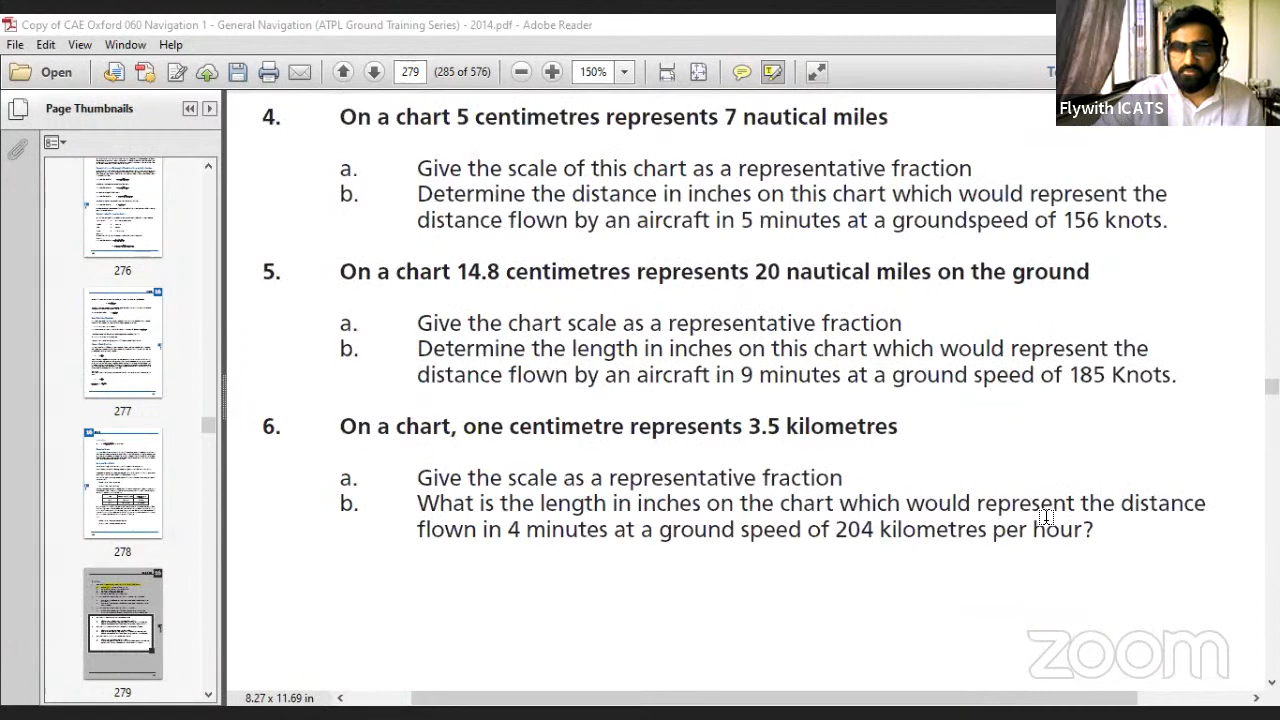 Copy of CAE Oxford 060 Navigation 1 - General Navigation (ATPL Ground Training Series) - 2014.pdf - Adobe Reader
File Edit View Window Help
Open 279 (285 of 576) 150%
Page Thumbnails
276
277
278
279
4. On a chart 5 centimetres represents 7 nautical miles
a. Give the scale of this chart as a representative fraction.
b. Determine the distance in inches on this chart which would represent the
distance flown by an aircraft in 5 minutes at a groundspeed of 156 knots.
5. On a chart 14.8 centimetres represents 20 nautical miles on the ground
a. Give the chart scale as a representative fraction
b. Determine the length in inches on this chart which would represent the
distance flown by an aircraft in 9 minutes at a ground speed of 185 Knots.
6. On a chart, one centimetre represents 3.5 kilometres
a. Give the scale as a representative fraction
b. What is the length in inches on the chart which would represent the distance
flown in 4 minutes at a ground speed of 204 kilometres per hour?
8.27 x 11.69 in
Flywith ICATS
zoom